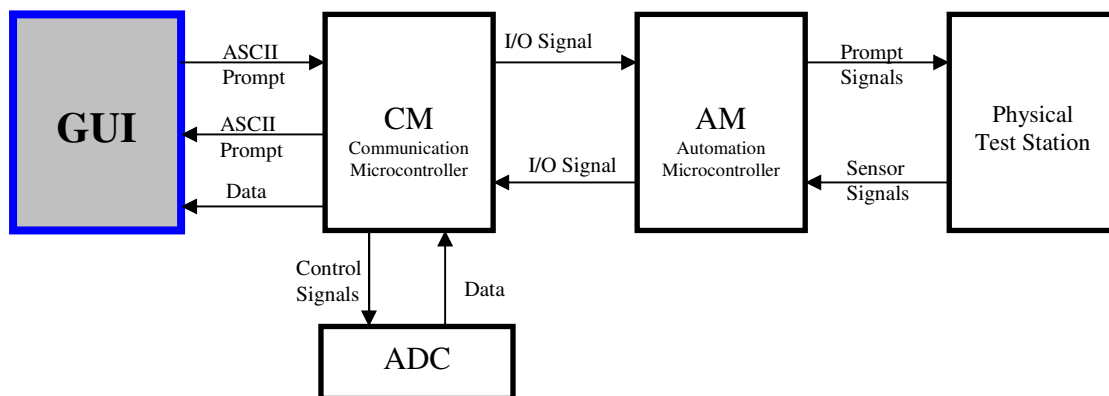 GUI
ASCII
Prompt
ASCII
Prompt
Data
CM
Communication
Microcontroller
I/O Signal
I/O Signal
AM
Automation
Microcontroller
Prompt
Signals
Sensor
Signals
Physical
Test Station
Control
Signals
Data
ADC